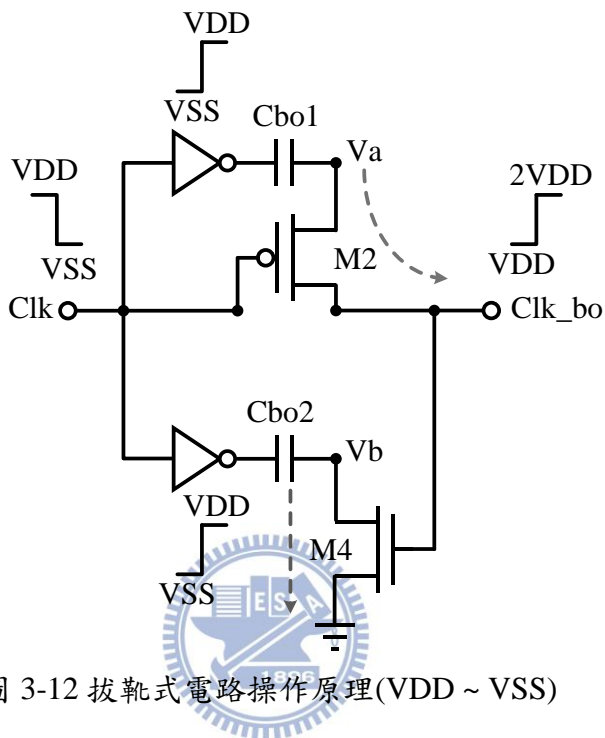 VDD
VSS
Cbo1
Va
VDD
VSS
2VDD
VDD
M2
Clk
Clk_bo
Cbo2
Vb
VDD
VSS
M4
E S A
1896
圖 3-12 拔靴式電路操作原理(VDD ~ VSS)